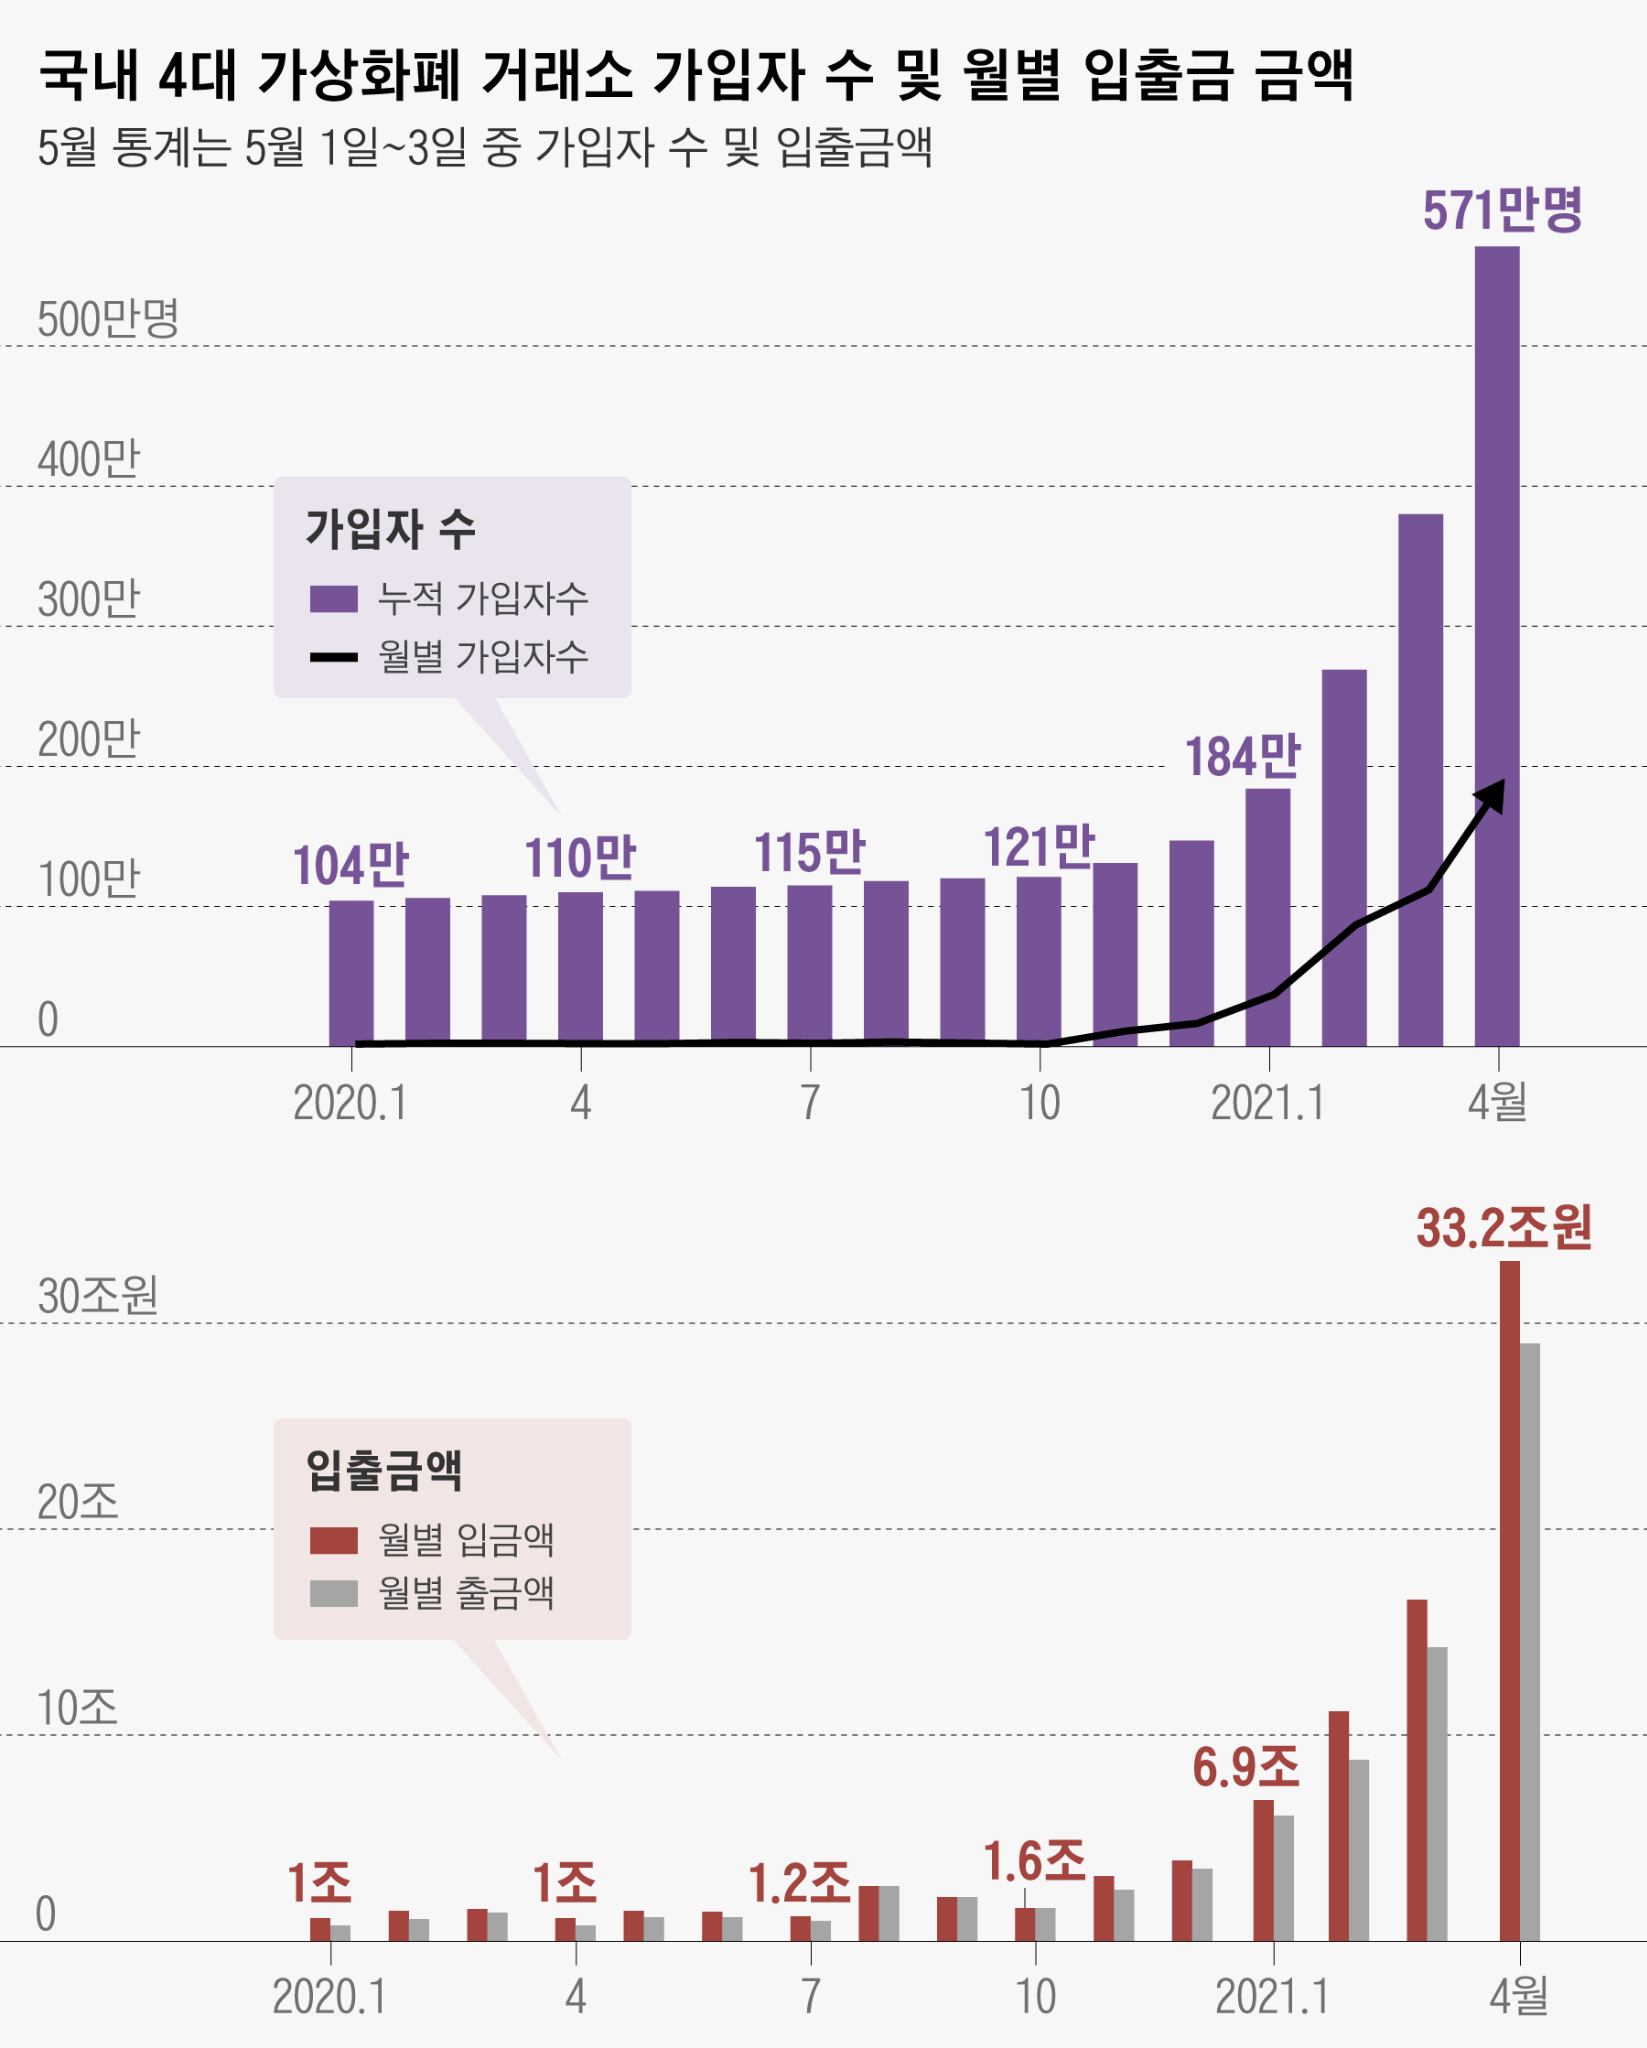 국내 4대 가상화폐 거래소 가입자 수 및 월별 입출금 금액
5월 통계는 5월 1일~3일 중 가입자 수 및 입출금액
571만명
500만명
400만
가입자 수
누적 가입자수
월별 가입자수
300만
200만
184만
104만
110만
115만
121만
100만
0
2020.1
4
7
10
2021.1
4월
33.2조원
30조원
입출금액
월별 입금액
월별 출금액
20조
10조
6.9조
1조
1조
1.2조
1.6조
0
2020.1
4
7
10
2021.1
4월